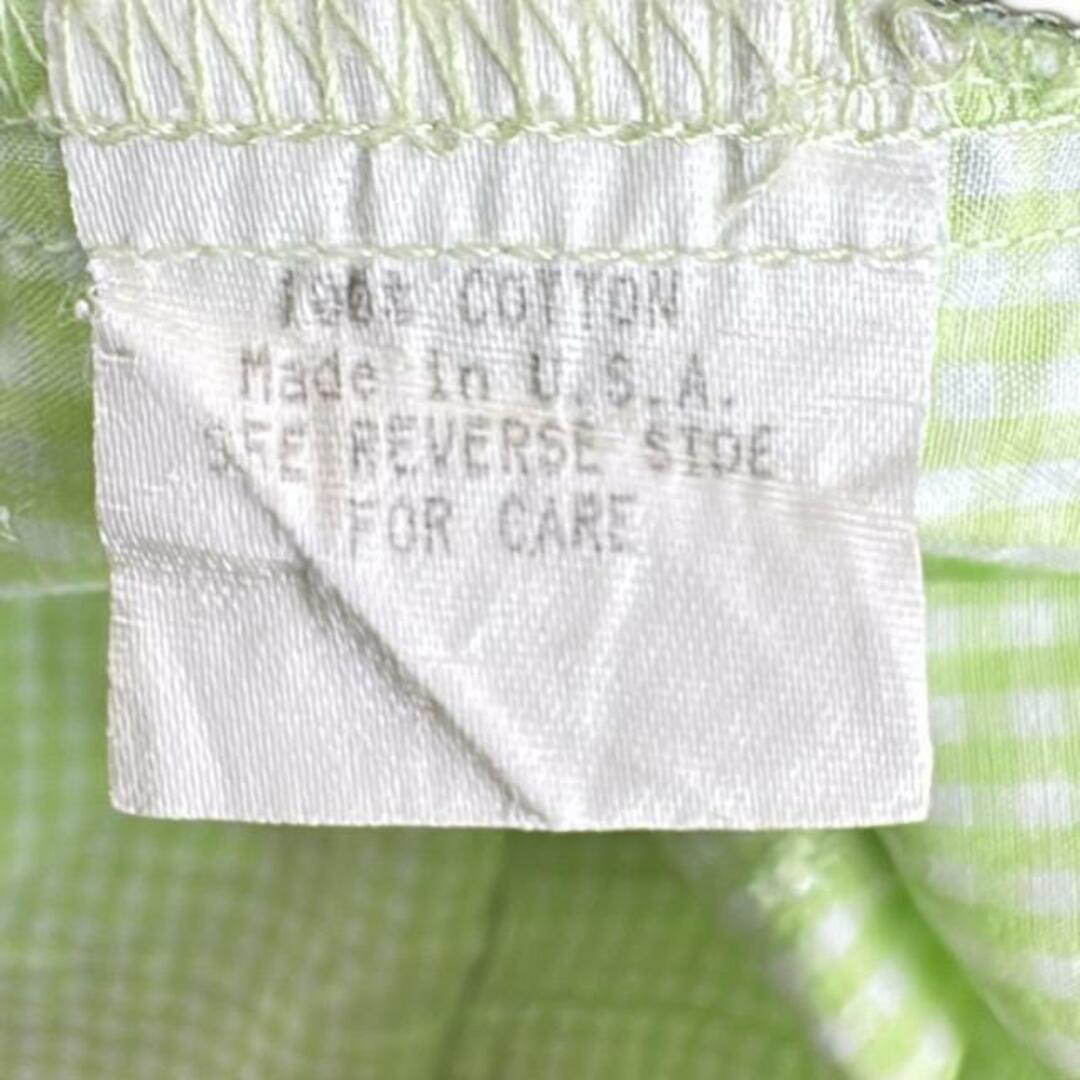 100% COTTON
Made In U.S.A.
SEE REVERSE SIDE
FOR CARE